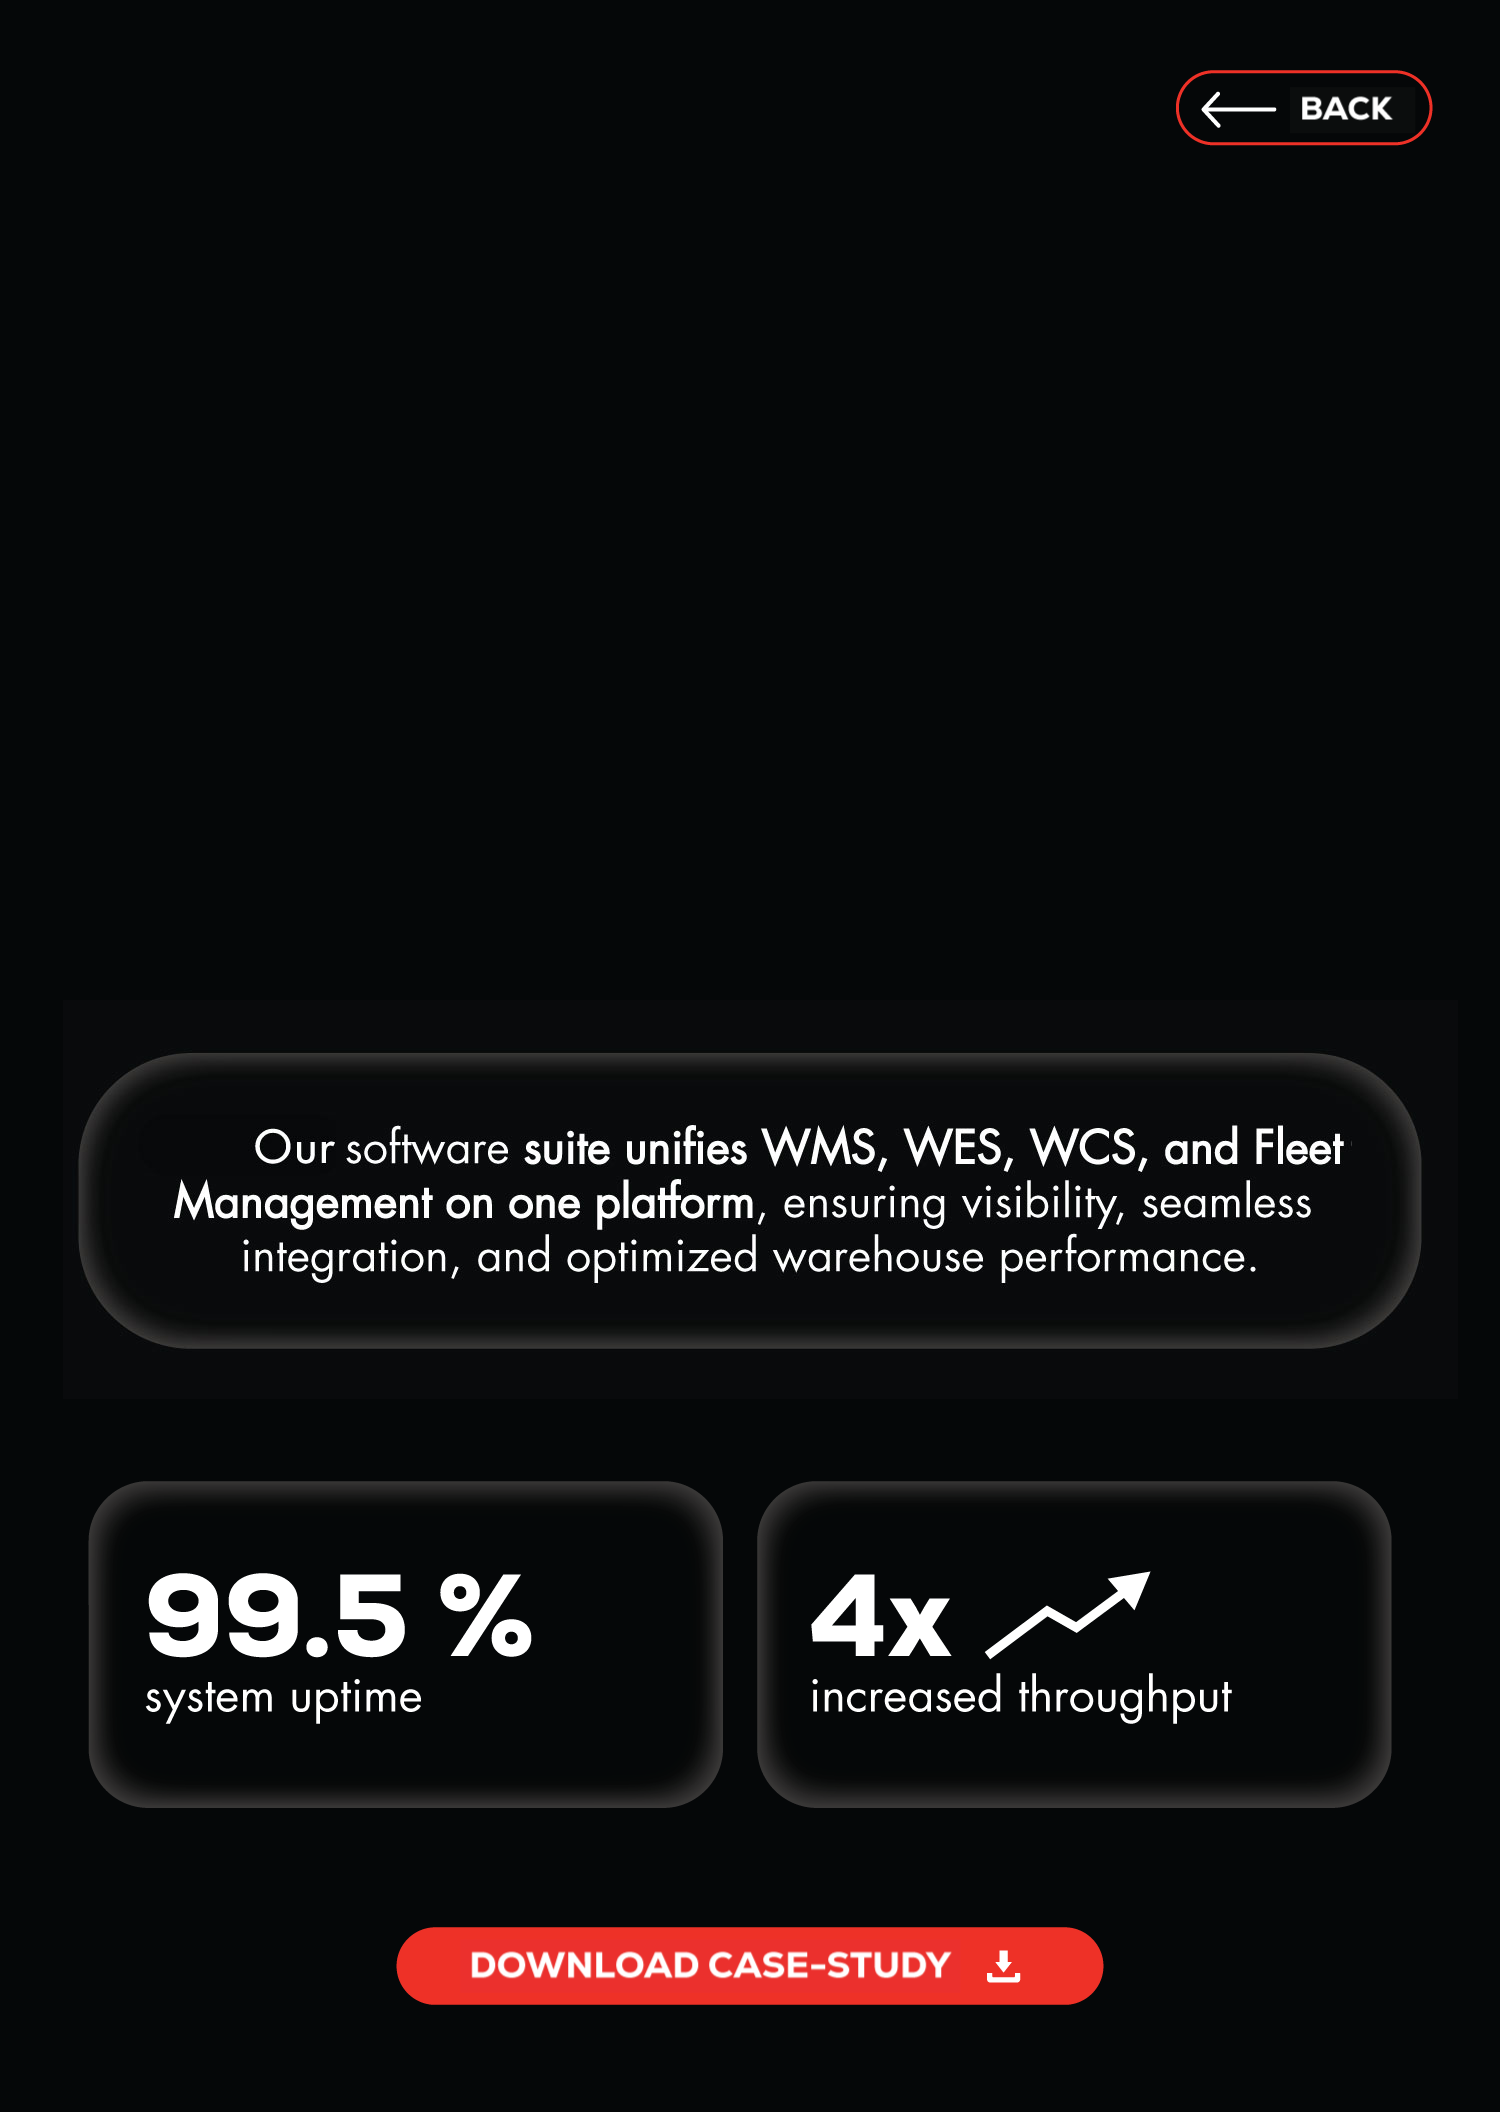 BACK
Our software suite unifies WMS, WES, WCS, and Fleet
Management on one platform, ensuring visibility, seamless
integration, and optimized warehouse performance.
99.5 %
system uptime
4x
increased throughput
DOWNLOAD CASE-STUDY